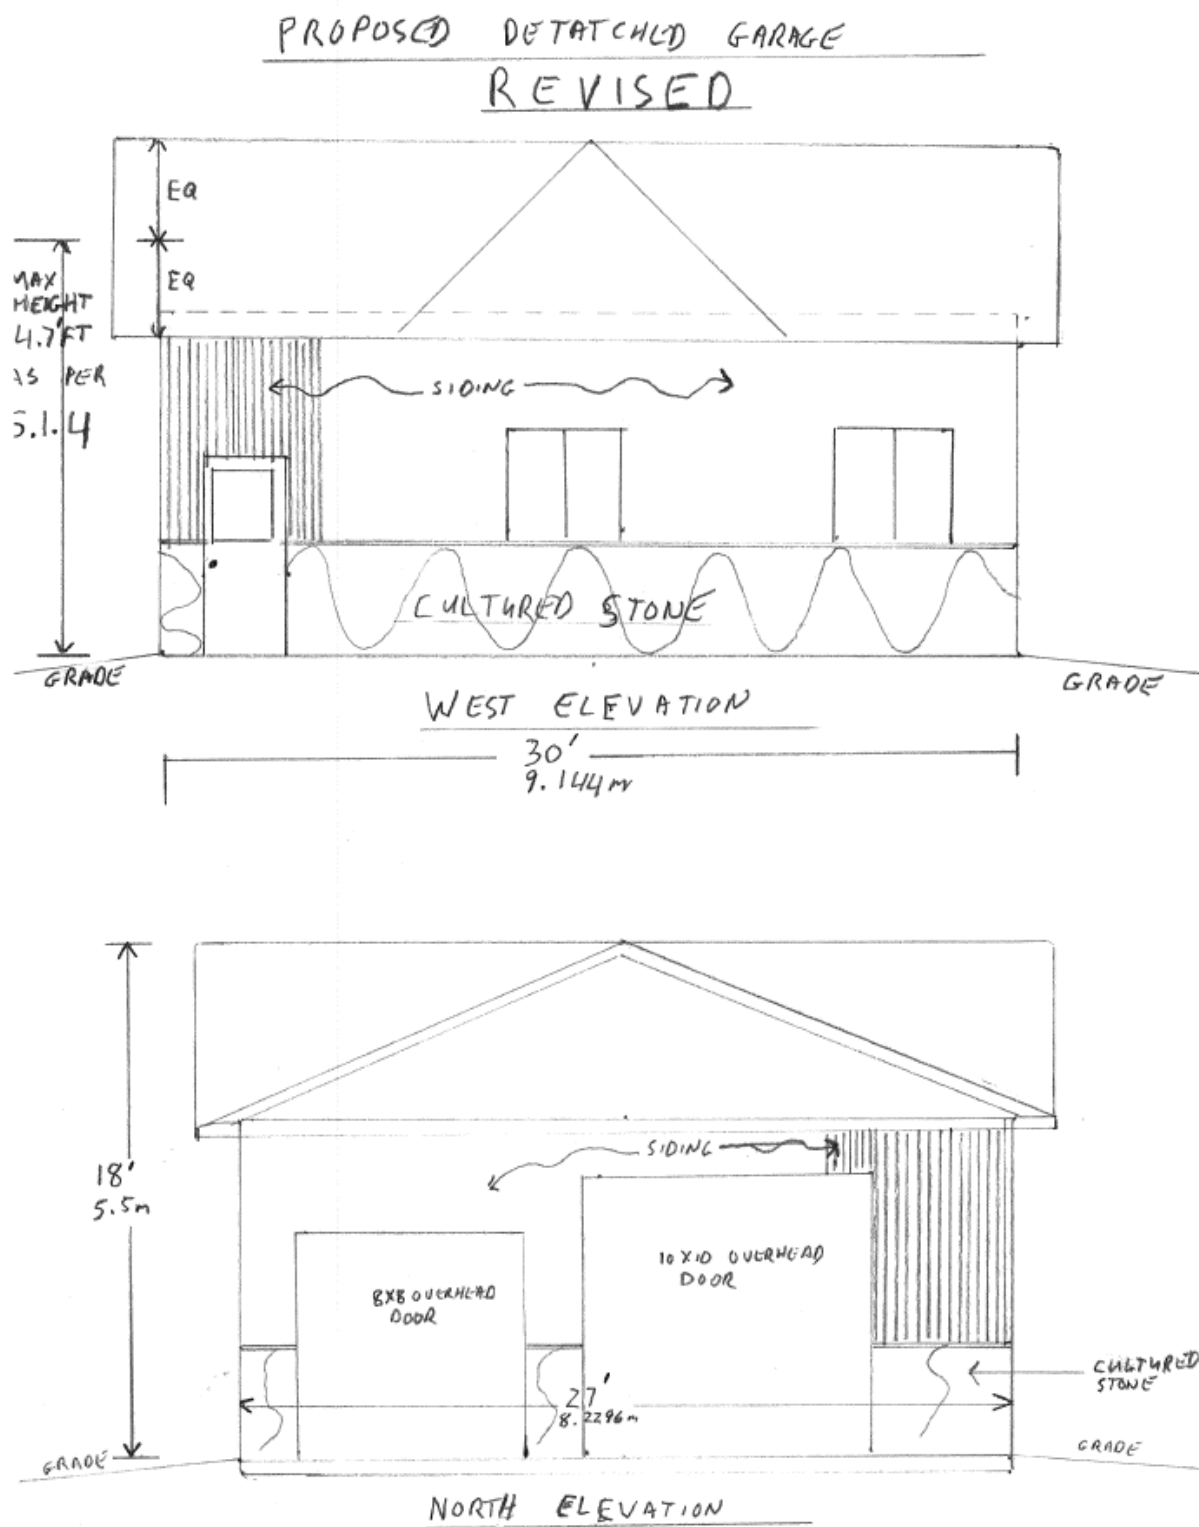 PROPOSED DETATCHED GARAGE
REVISED
EQ
EQ
MAX
HEIGHT
4.7' FT
AS PER
5.1.4
SIDING
CULTURED STONE
GRADE
GRADE
WEST ELEVATION
30'
9.144m
18'
5.5m
SIDING
8X8 OVERHEAD
DOOR
10X10 OVERHEAD
DOOR
27'
8.2296m
CULTURED
STONE
GRADE
GRADE
NORTH ELEVATION